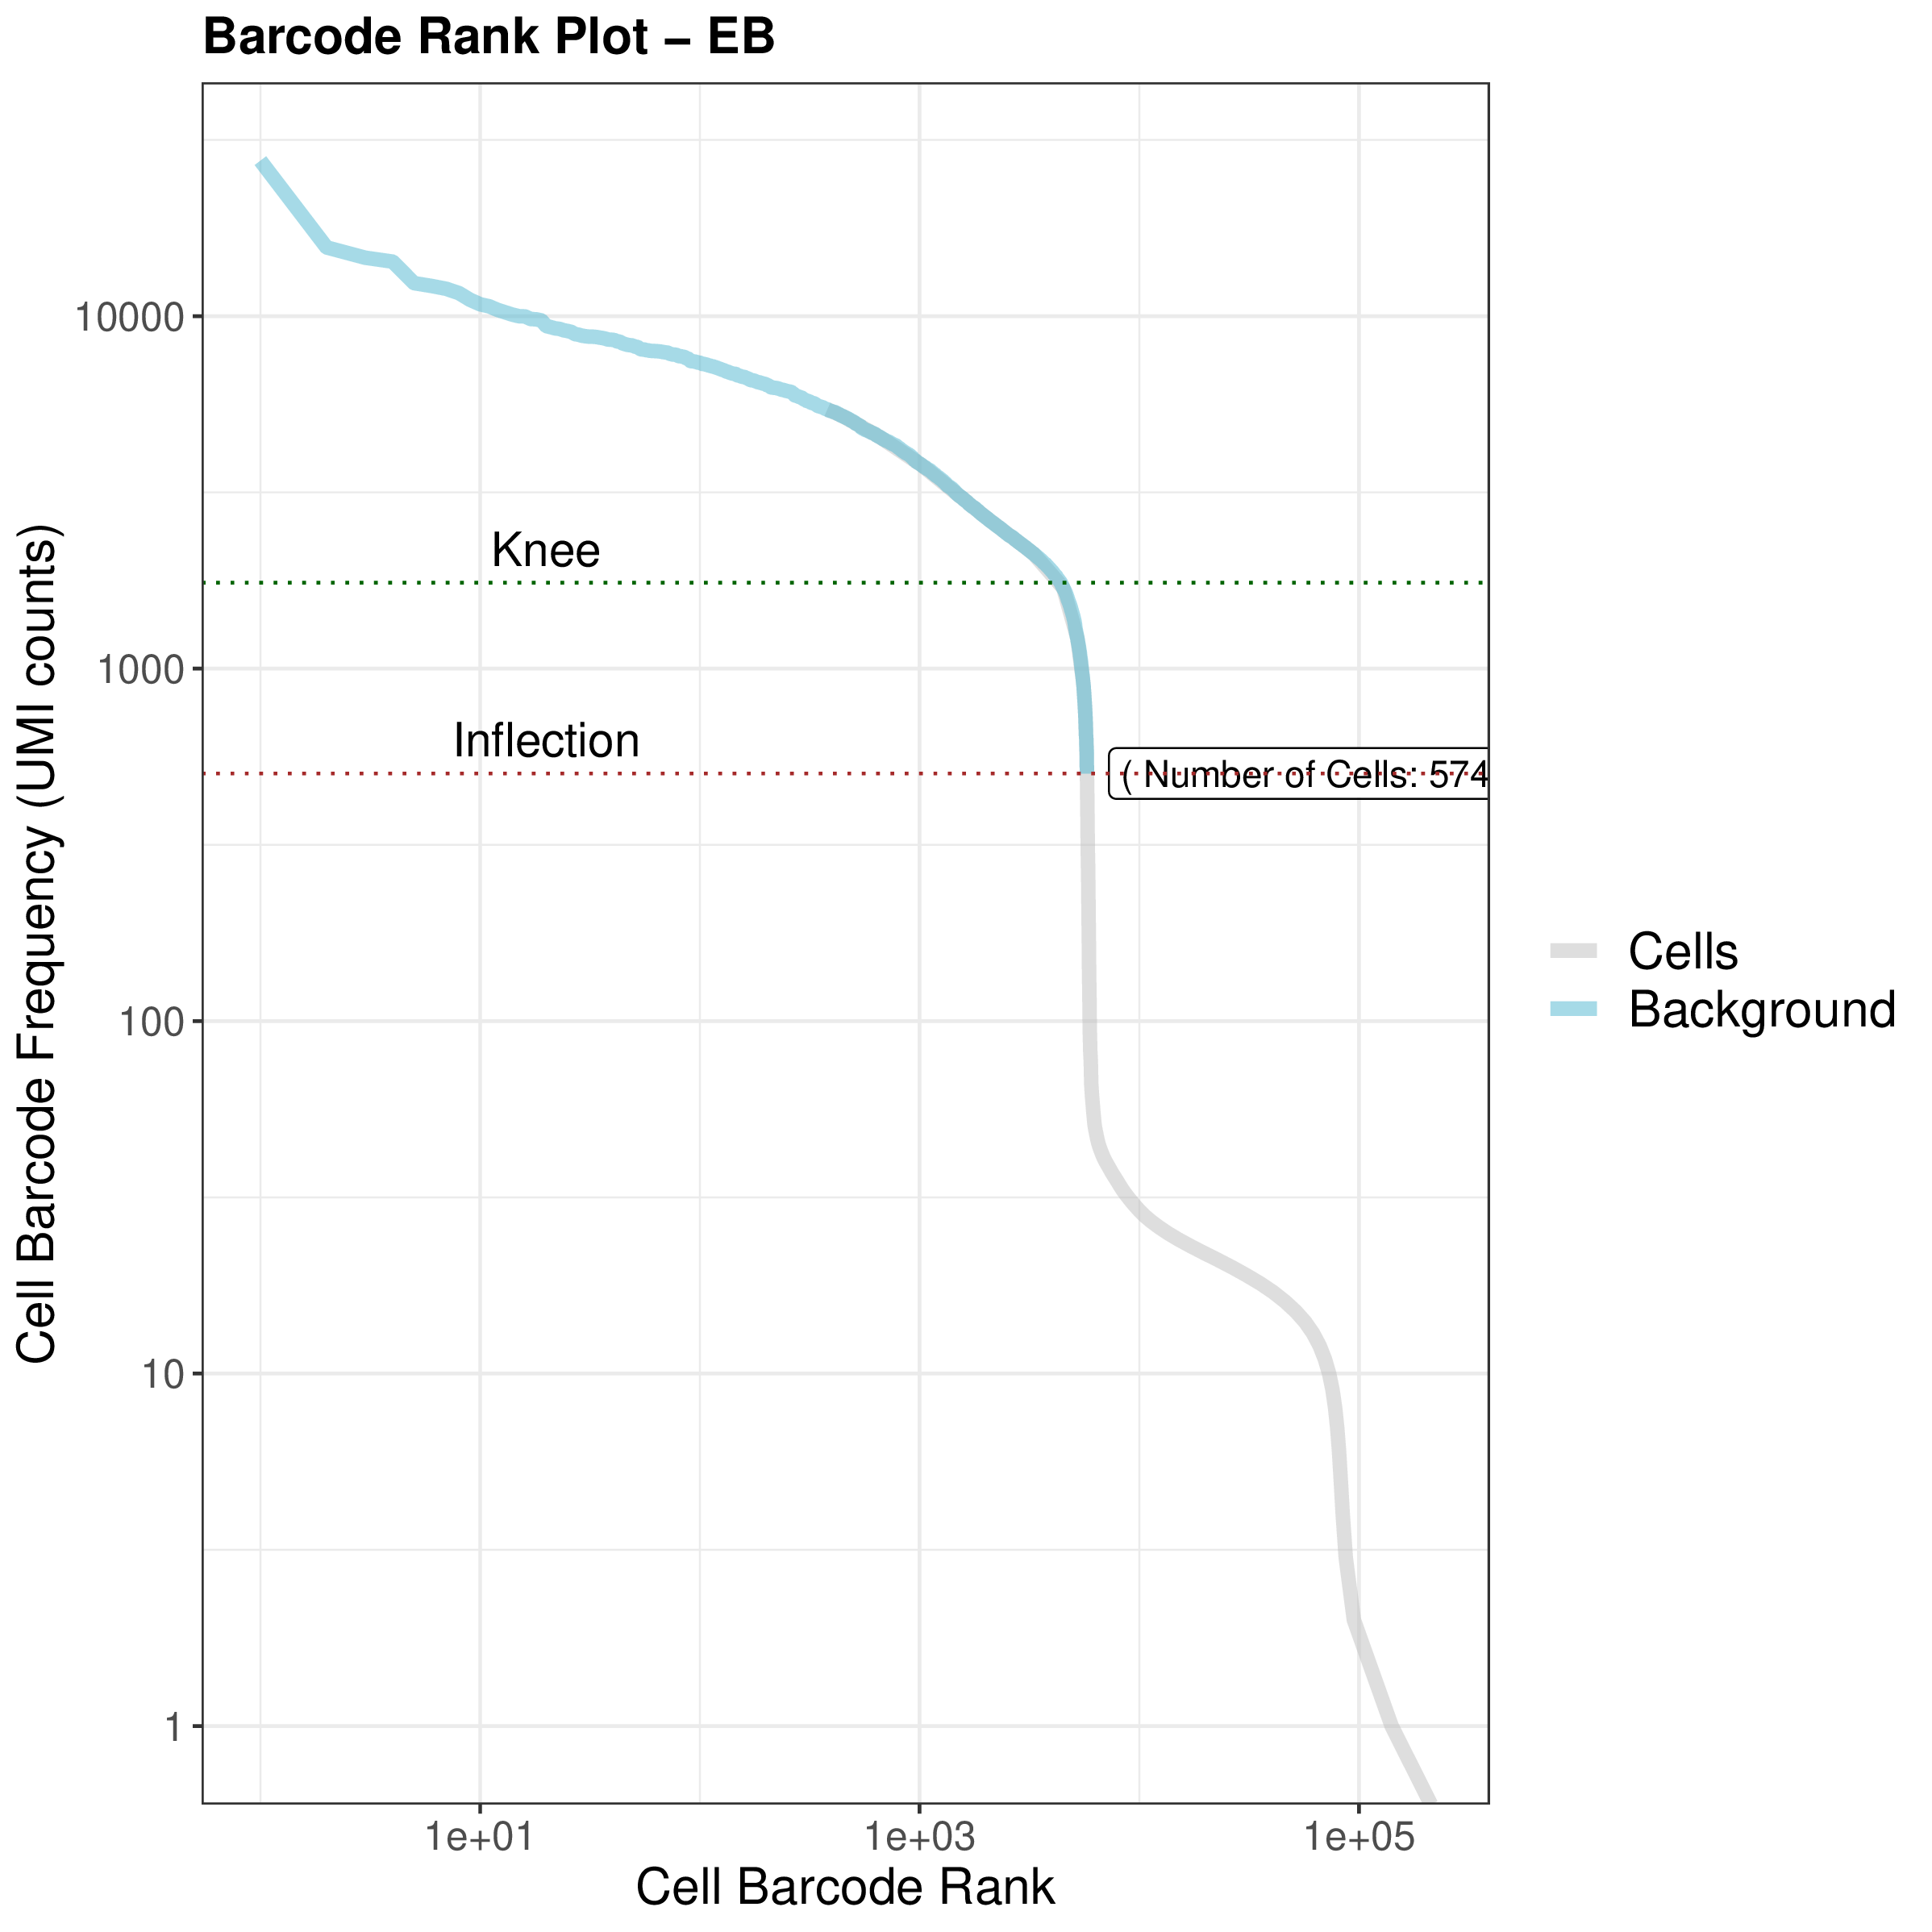 Barcode Rank Plot – EB
Cell Barcode Frequency (UMI counts)
10000
1000
100
10
1
Knee
Inflection
( Number of Cells: 574
Cells
Background
1e+01
1e+03
1e+05
Cell Barcode Rank